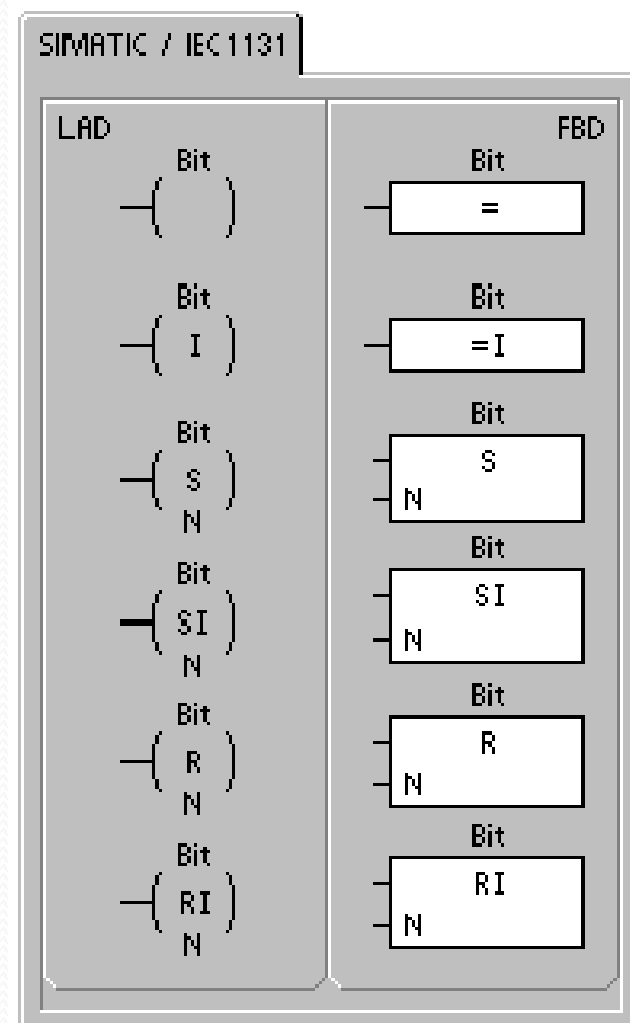 SIMATIC / IEC1131
LAD
Bit
( )
Bit
( I )
Bit
( S )
N
Bit
( SI )
N
Bit
( R )
N
Bit
( RI )
N
FBD
Bit
=
Bit
=I
Bit
S
N
Bit
SI
N
Bit
R
N
Bit
RI
N